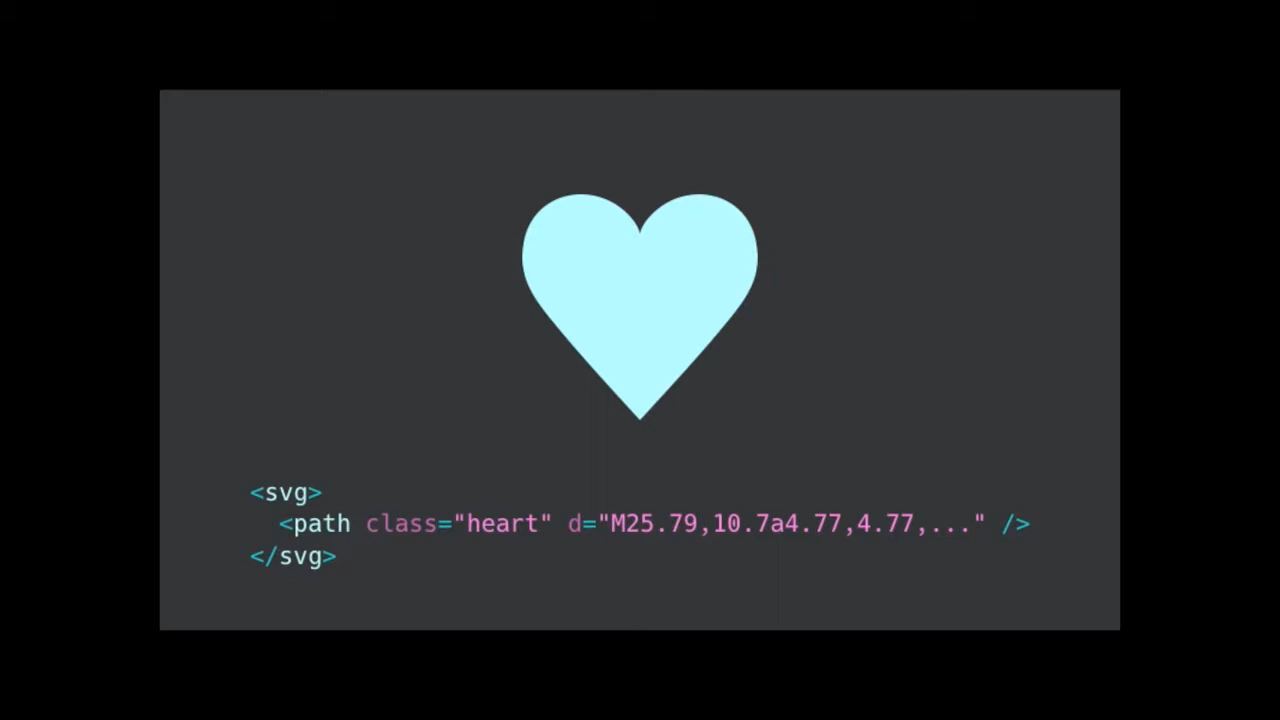 <svg>
<path class="heart" d="M25.79,10.7a4.77,4.77,..." />
</svg>